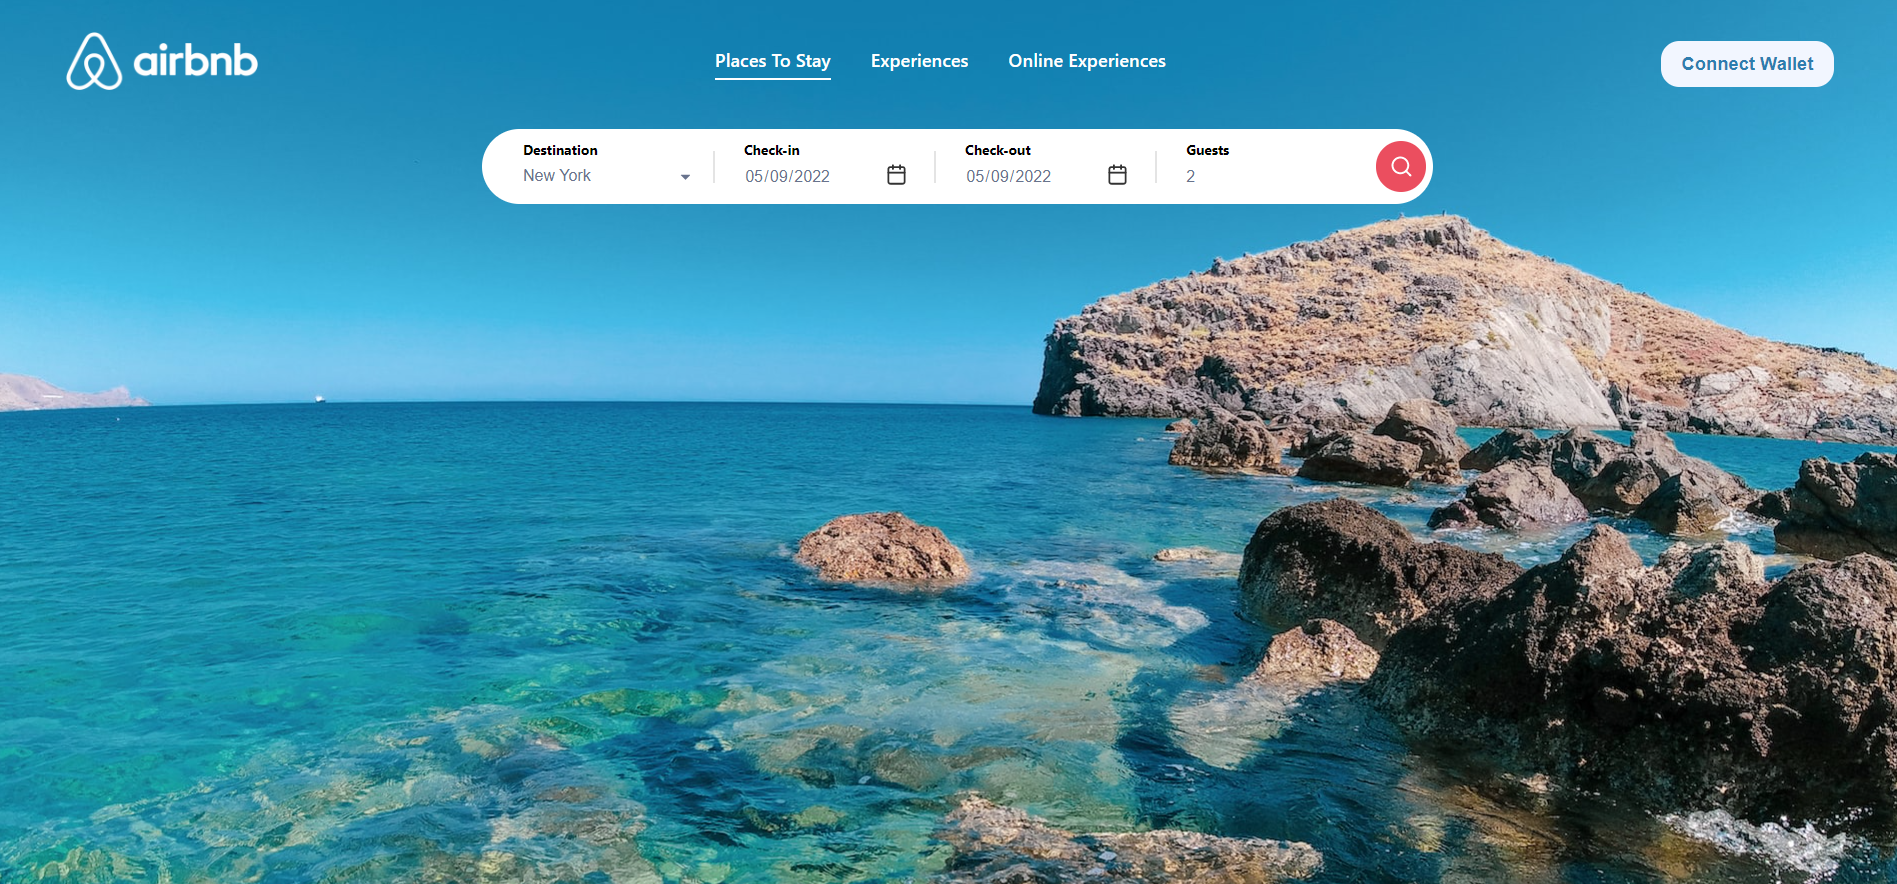 airbnb
Places To Stay
Experiences
Online Experiences
Connect Wallet
Destination
New York
Check-in
05/09/2022
Check-out
05/09/2022
Guests
2